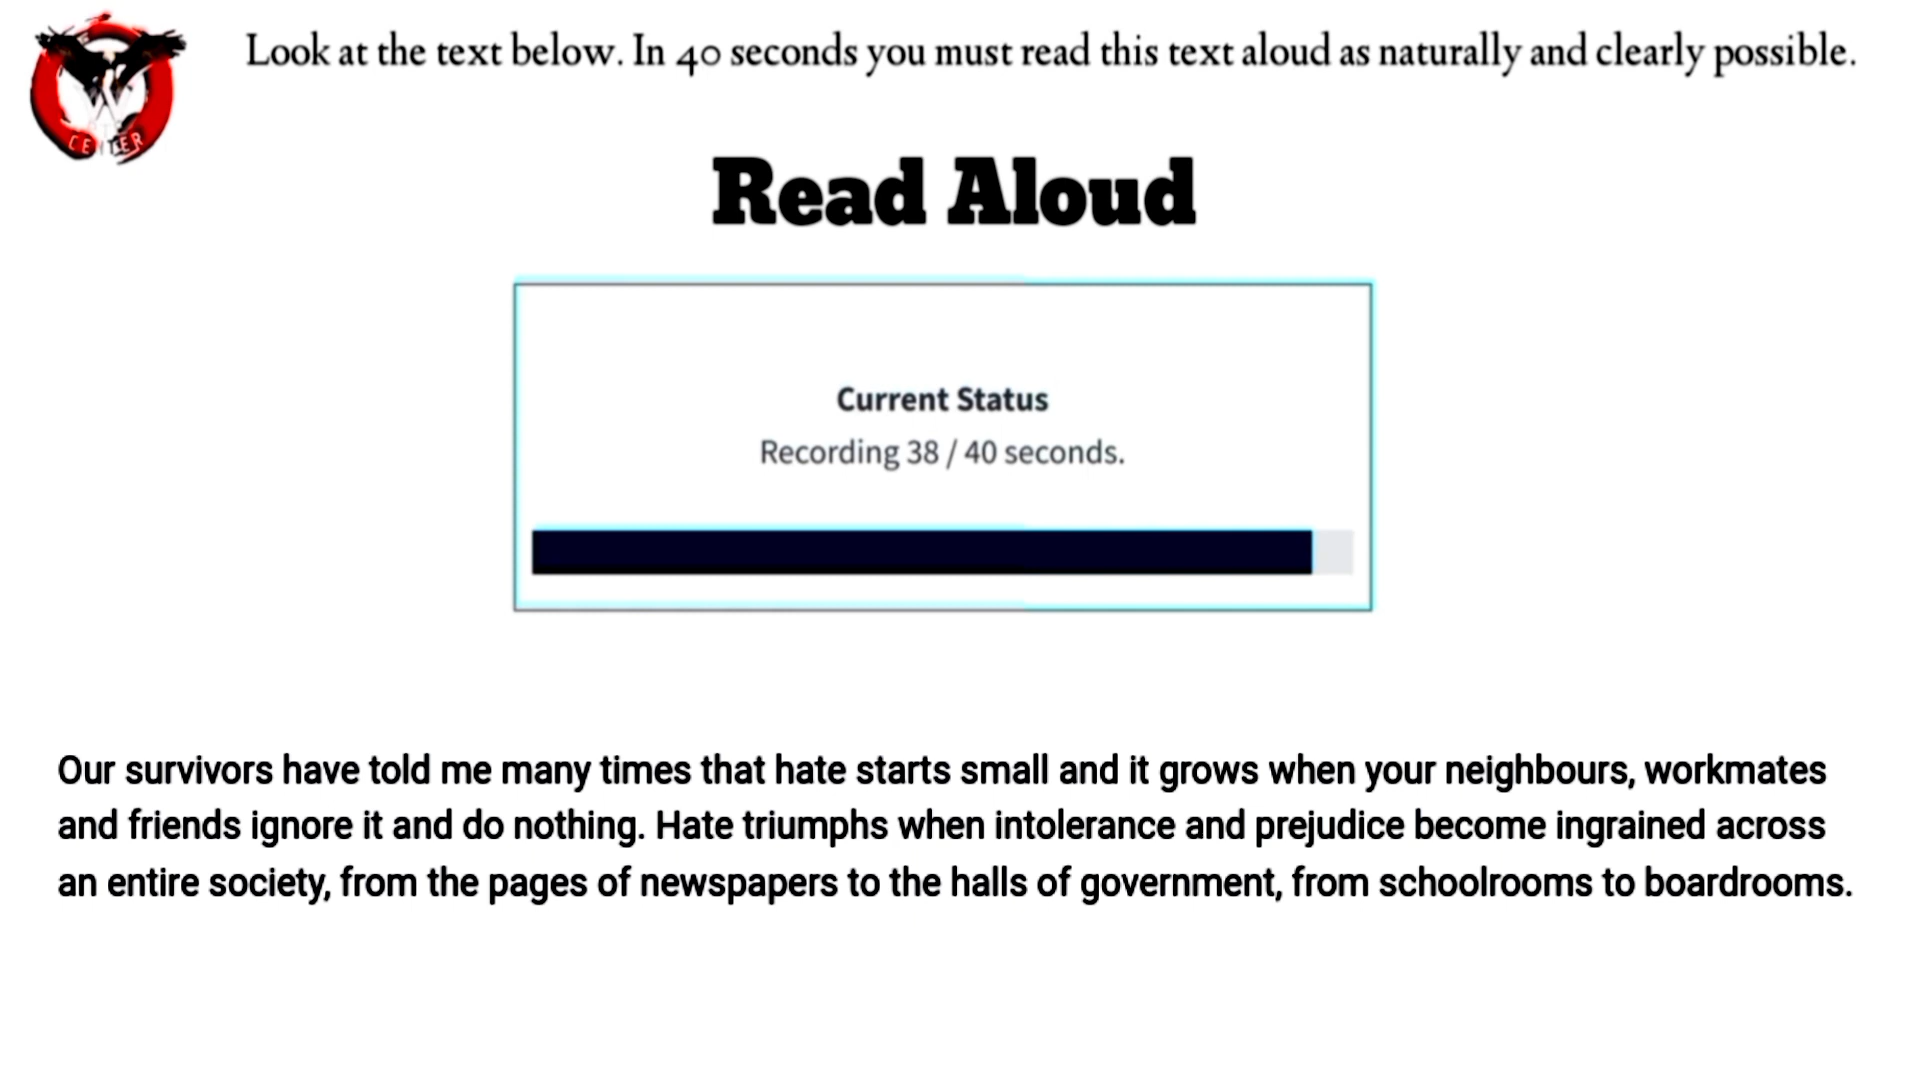 Look at the text below. In 40 seconds you must read this text aloud as naturally and clearly possible.
CENTER
Read Aloud
Current Status
Recording 38 / 40 seconds.
Our survivors have told me many times that hate starts small and it grows when your neighbours, workmates
and friends ignore it and do nothing. Hate triumphs when intolerance and prejudice become ingrained across
an entire society, from the pages of newspapers to the halls of government, from schoolrooms to boardrooms.